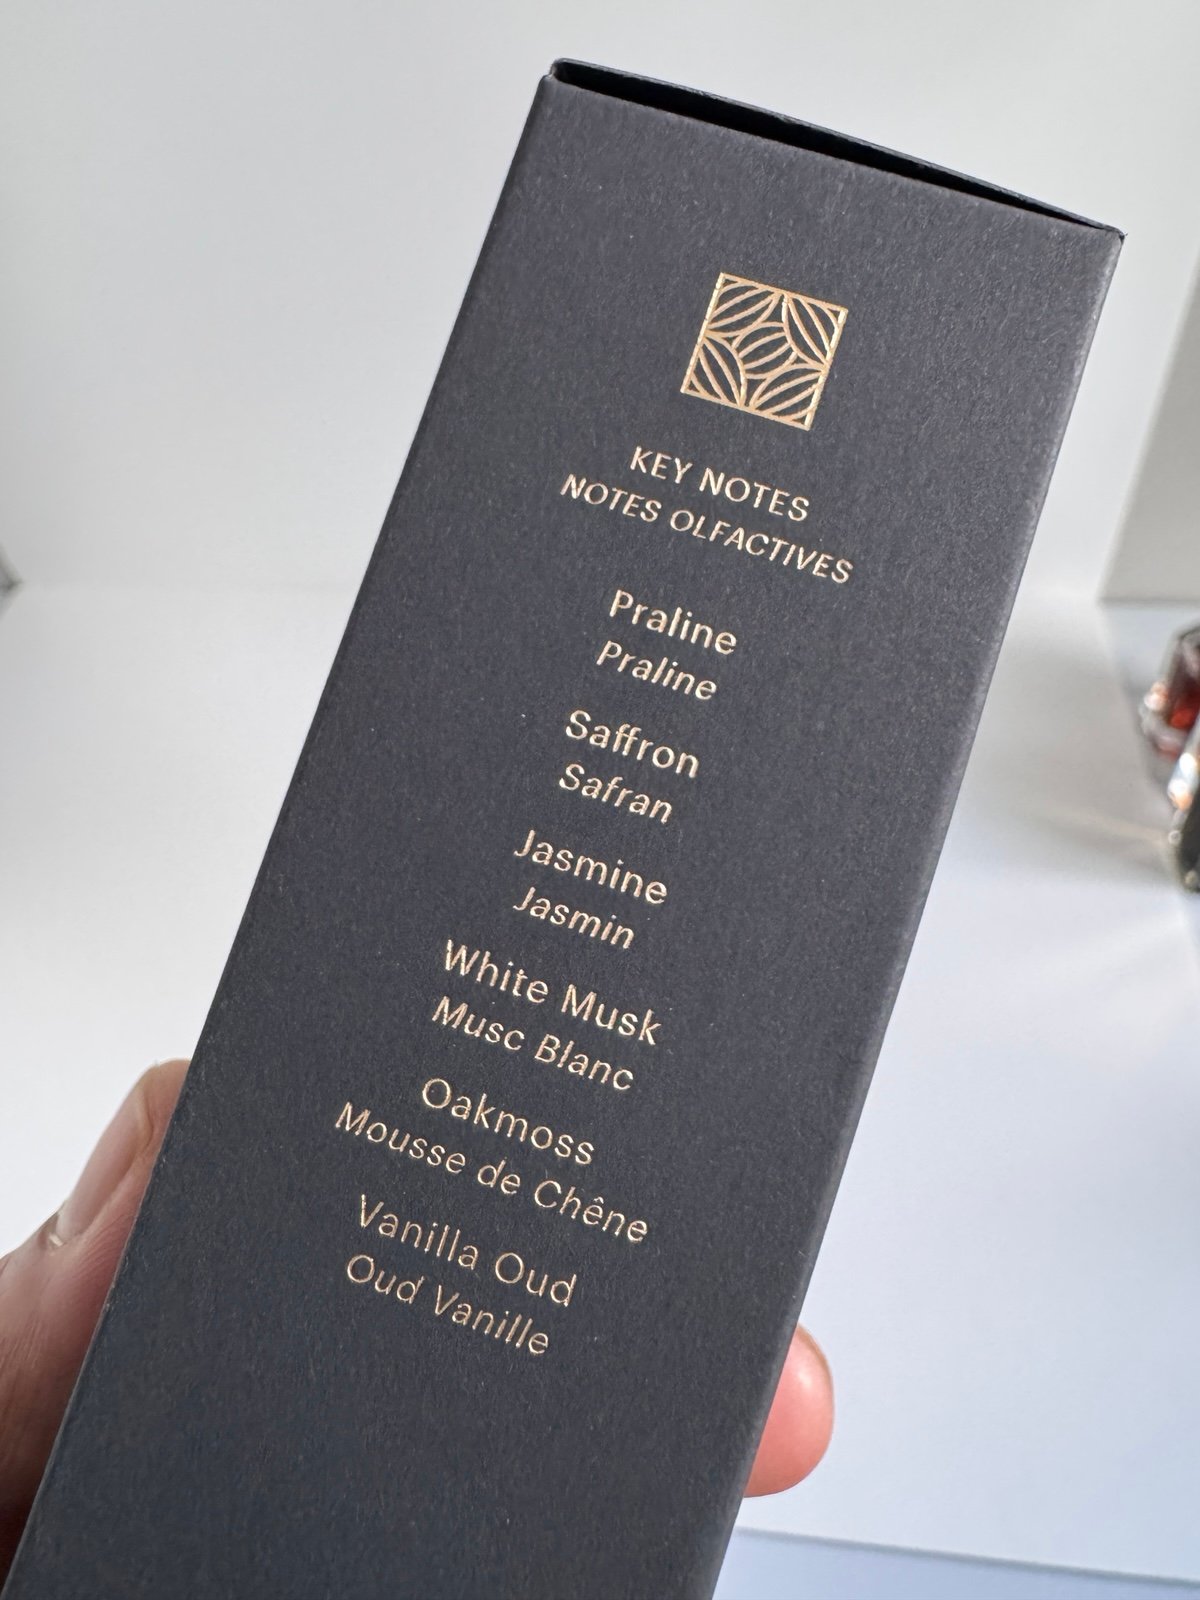 KEY NOTES
NOTES OLFACTIVES
Praline
Praline
Saffron
Safran
Jasmine
Jasmin
White Musk
Musc Blanc
Oakmoss
Mousse de Chêne
Vanilla Oud
Oud Vanille